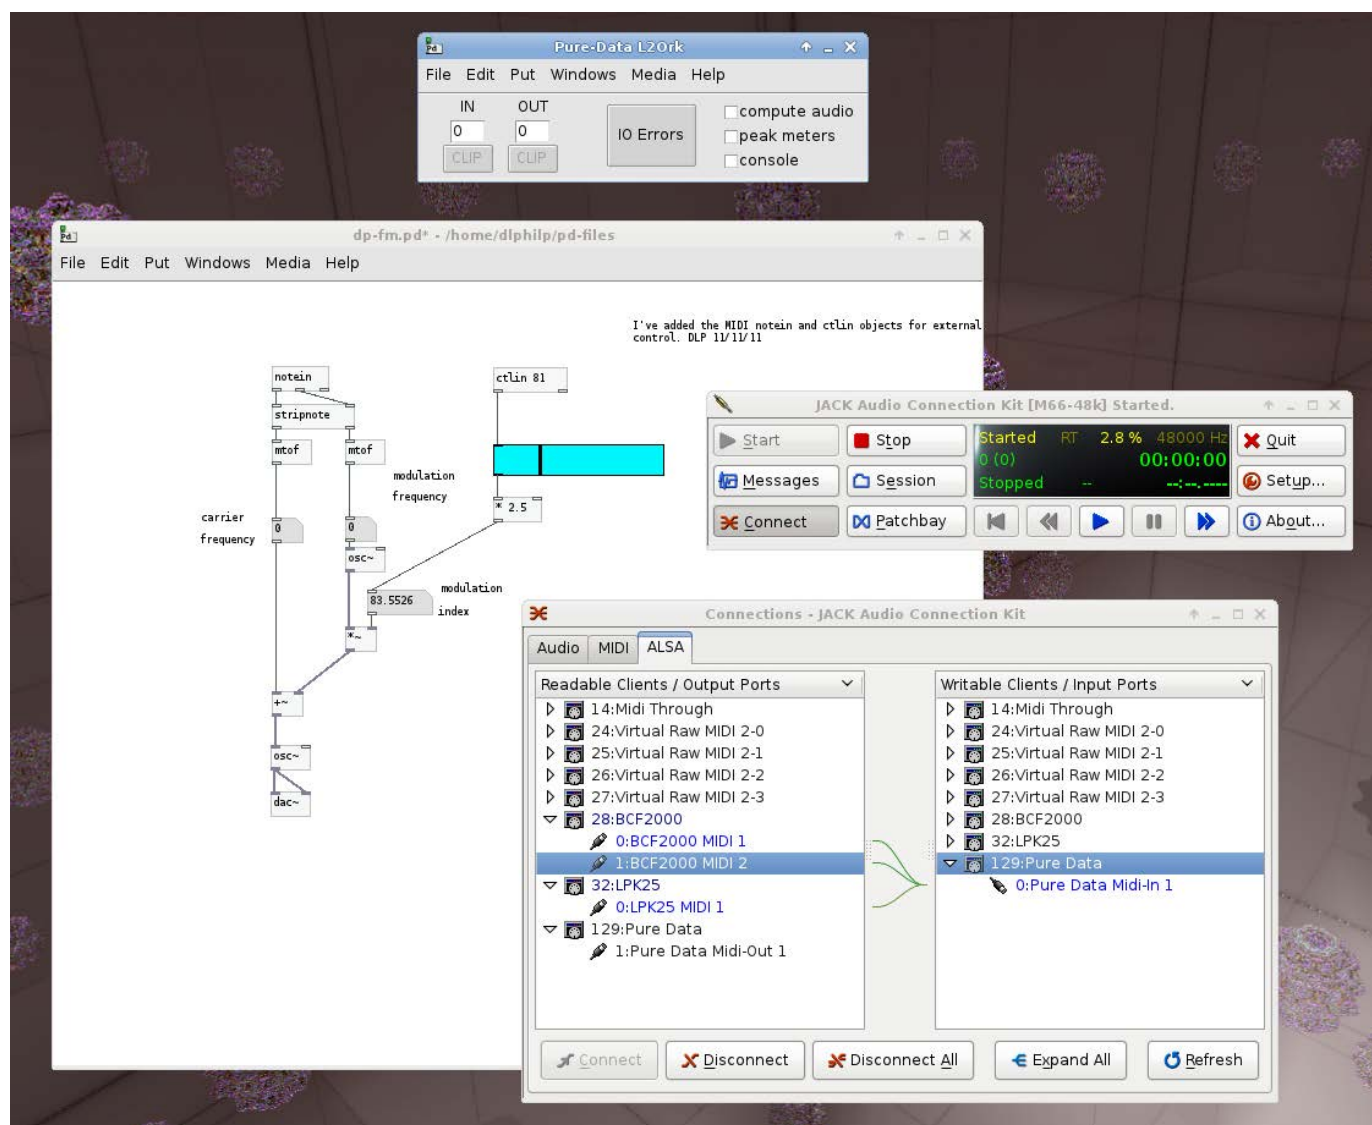 Pure-Data L2Ork
File Edit Put Windows Media Help
IN OUT
0 0
CLIP CLIP
IO Errors
compute audio
peak meters
console
dp-fm.pd* - /home/dlphilp/pd-files
File Edit Put Windows Media Help
I've added the MIDI notein and ctlin objects for external
control. DLP 11/11/11
notein
ctlin 81
stripnote
mtof mtof
modulation
frequency
* 2.5
carrier
frequency
0 0
osc~
83.5526
modulation
index
*~
+~
osc~
dac~
JACK Audio Connection Kit [M66-48k] Started.
Start Stop
Started RT 2.8 % 48000 Hz
0 (0) 00:00:00
Stopped -- --:--.----
Quit
Messages Session
Setup...
Connect Patchbay
About...
Connections - JACK Audio Connection Kit
Audio MIDI ALSA
Readable Clients / Output Ports
14:Midi Through
24:Virtual Raw MIDI 2-0
25:Virtual Raw MIDI 2-1
26:Virtual Raw MIDI 2-2
27:Virtual Raw MIDI 2-3
28:BCF2000
0:BCF2000 MIDI 1
1:BCF2000 MIDI 2
32:LPK25
0:LPK25 MIDI 1
129:Pure Data
1:Pure Data Midi-Out 1
Writable Clients / Input Ports
14:Midi Through
24:Virtual Raw MIDI 2-0
25:Virtual Raw MIDI 2-1
26:Virtual Raw MIDI 2-2
27:Virtual Raw MIDI 2-3
28:BCF2000
32:LPK25
129:Pure Data
0:Pure Data Midi-In 1
Connect Disconnect Disconnect All Expand All Refresh